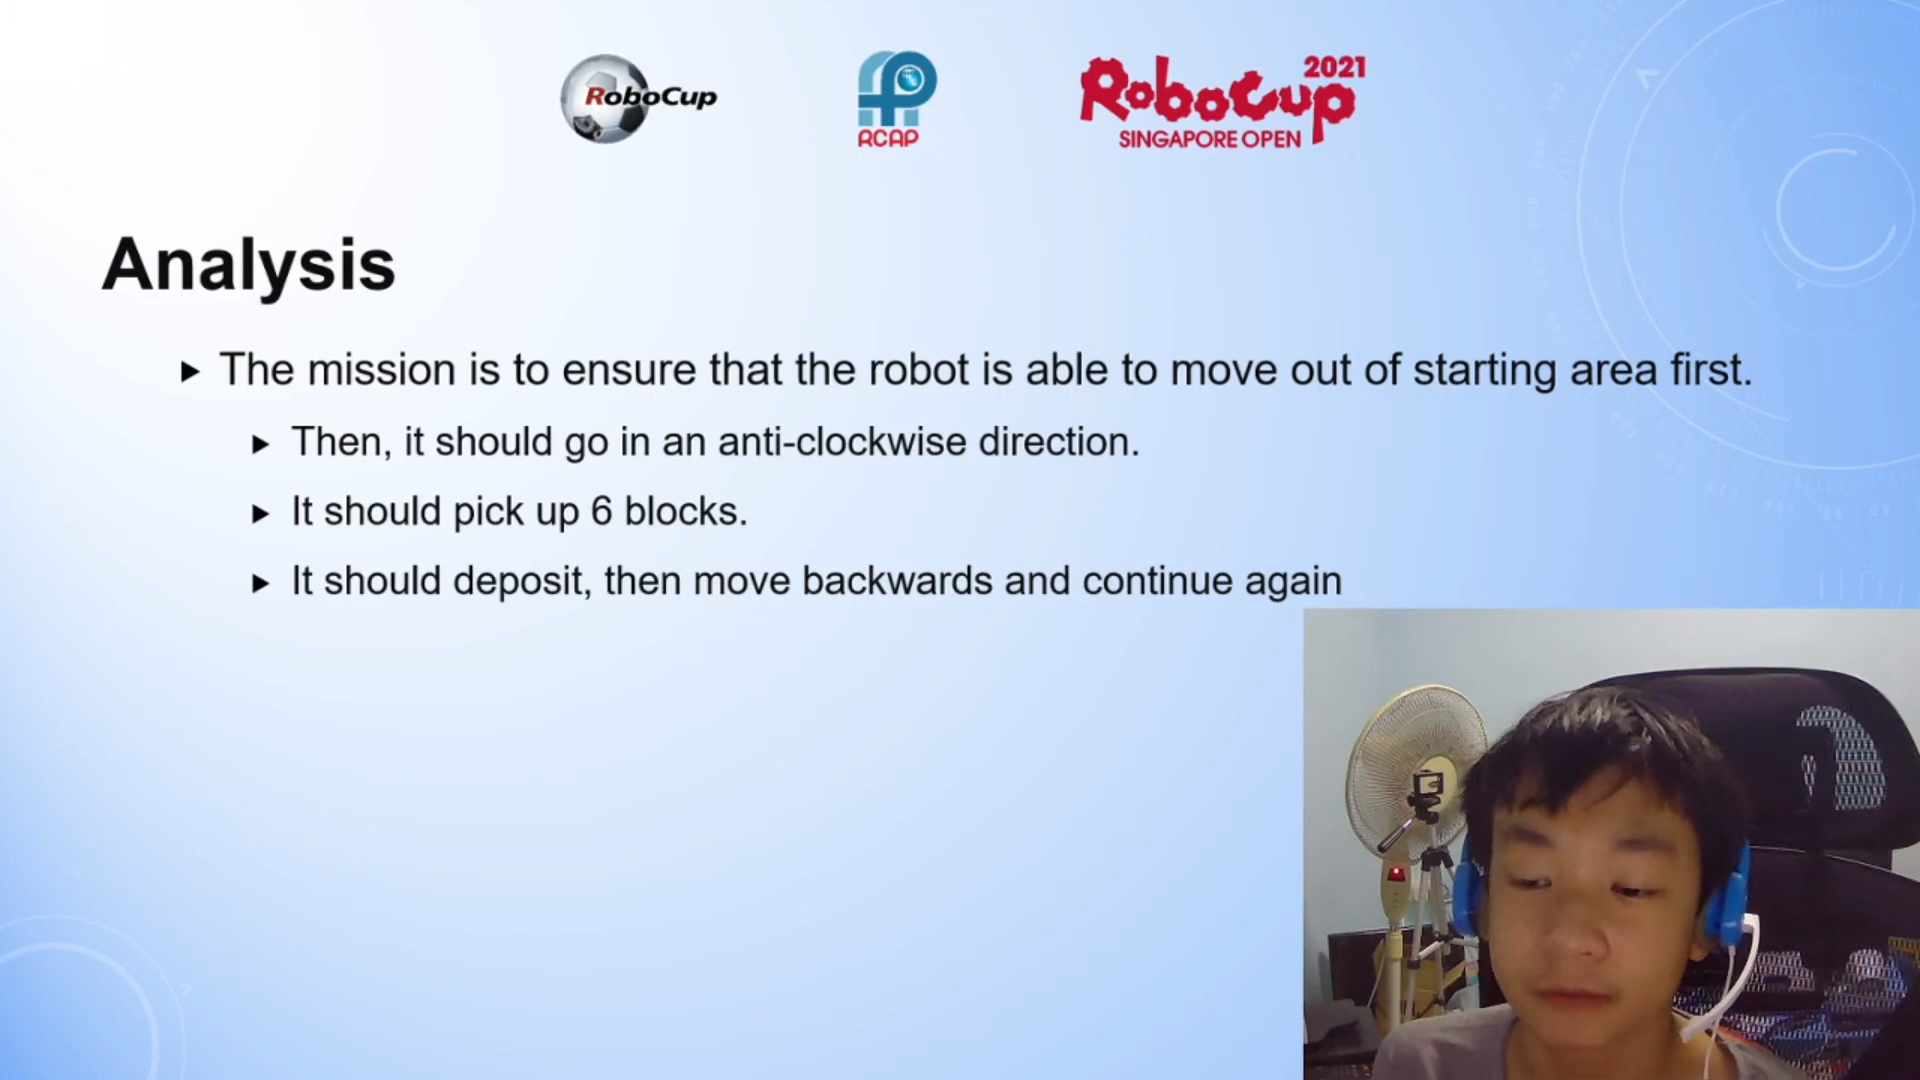 RoboCup
RCAP
2021
RoboCup
SINGAPORE OPEN
Analysis
The mission is to ensure that the robot is able to move out of starting area first.
Then, it should go in an anti-clockwise direction.
It should pick up 6 blocks.
It should deposit, then move backwards and continue again